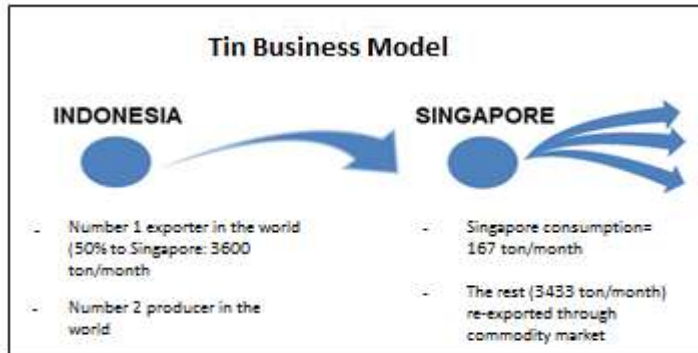 Tin Business Model
INDONESIA
- Number 1 exporter in the world
(50% to Singapore: 3600
ton/month
- Number 2 producer in the
world
SINGAPORE
- Singapore consumption=
167 ton/month
- The rest (3433 ton/month)
re-exported through
commodity market